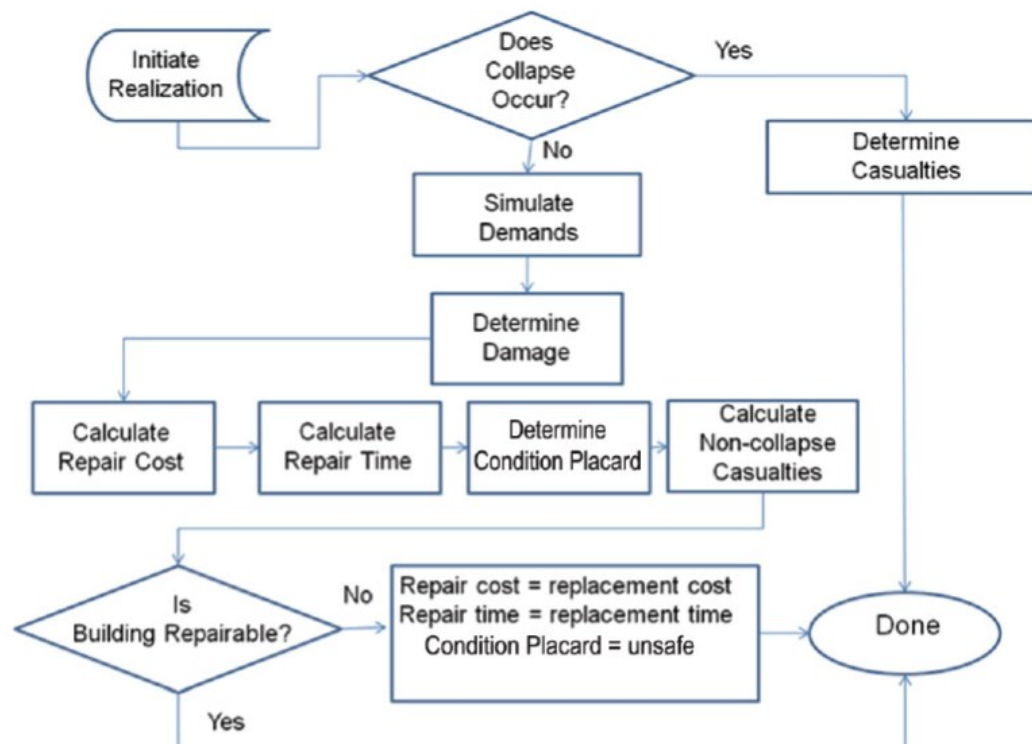 Initiate
Realization
Does
Collapse
Occur?
Yes
No
Determine
Casualties
Simulate
Demands
Determine
Damage
Calculate
Repair Cost
Calculate
Repair Time
Determine
Condition Placard
Calculate
Non-collapse
Casualties
Is
Building Repairable?
No
Yes
Repair cost = replacement cost
Repair time = replacement time
Condition Placard = unsafe
Done